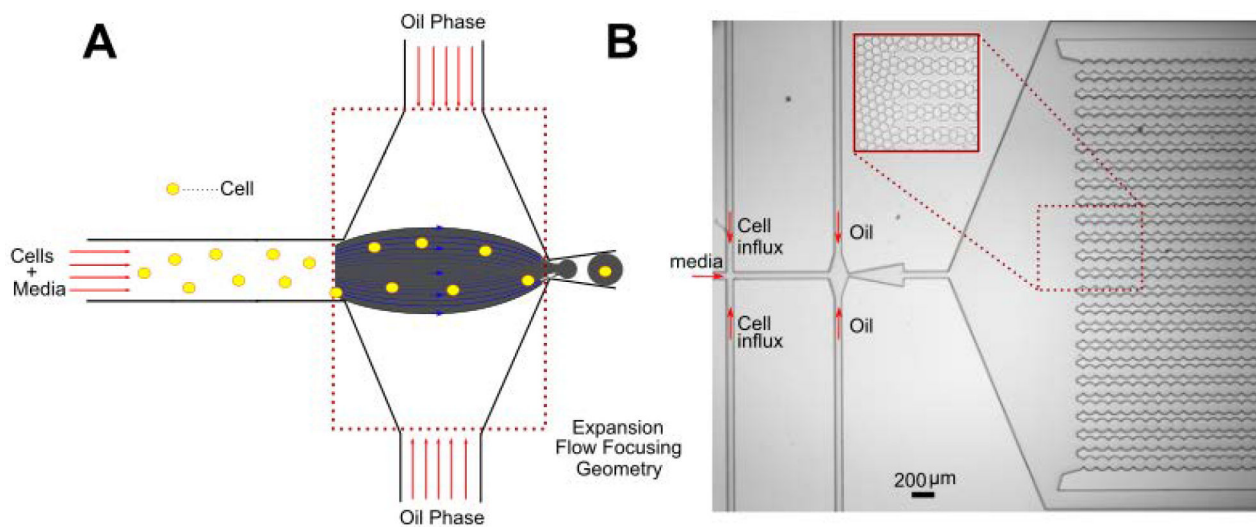 A
Oil Phase
Cell
Cells
+
Media
Oil Phase
Expansion
Flow Focusing
Geometry
B
Cell
influx
Oil
media
Cell
influx
Oil
200µm